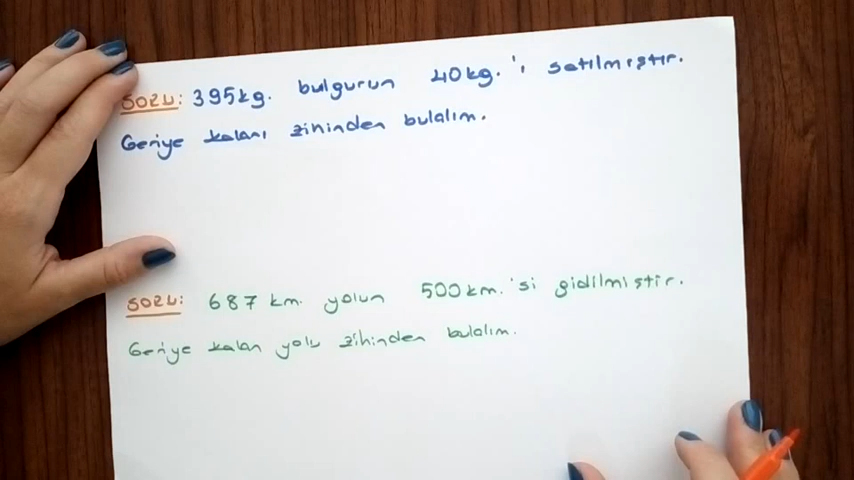 SORU: 395kg. bulgurun 40kg.'ı satılmıştır.
Geriye kalanı zihinden bulalım.
SORU: 687 km. yolun 500km.'si gidilmiştir.
Geriye kalan yolu zihinden bulalım.